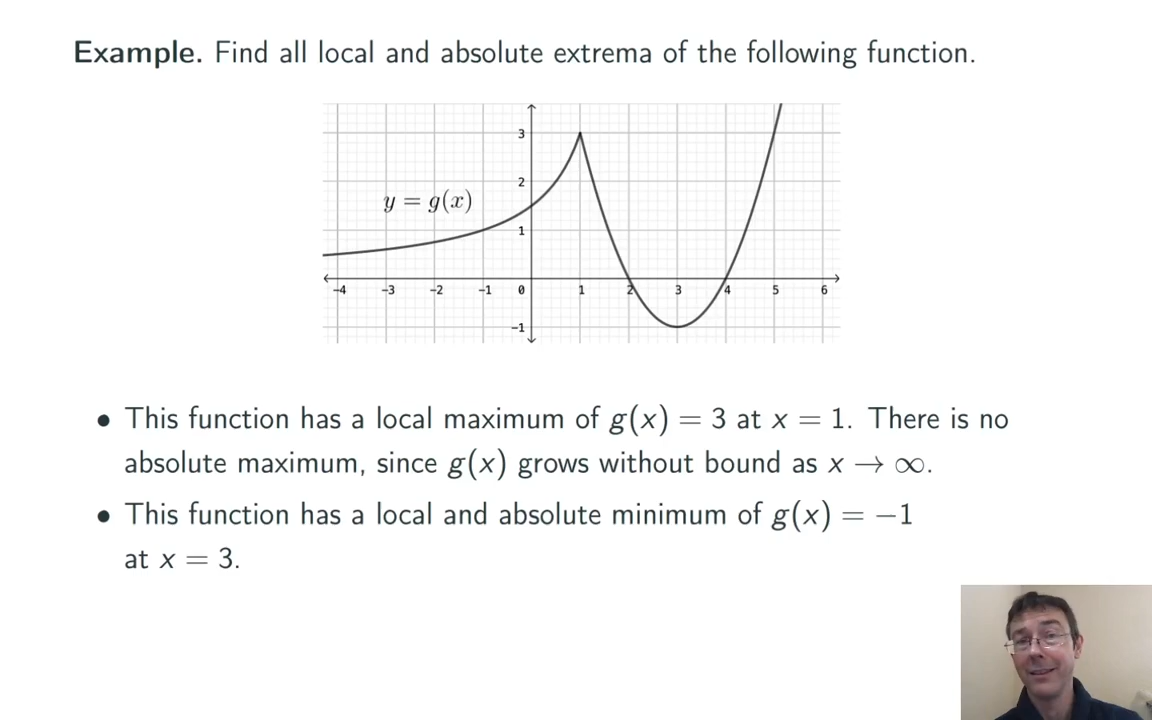 Example. Find all local and absolute extrema of the following function.
3
2
y = g(x)
1
−4 −3 −2 −1 0 1 2 3 4 5 6
−1
• This function has a local maximum of g(x) = 3 at x = 1. There is no
absolute maximum, since g(x) grows without bound as x → ∞.
• This function has a local and absolute minimum of g(x) = −1
at x = 3.